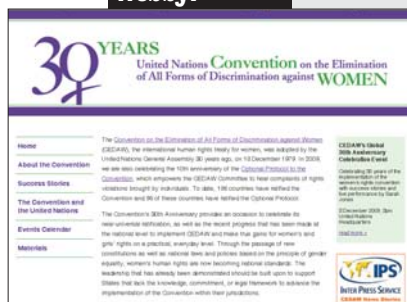 30 YEARS
United Nations Convention on the Elimination
of All Forms of Discrimination against WOMEN
Home
About the Convention
Success Stories
The Convention and
the United Nations
Events Calendar
Materials
The Convention on the Elimination of All Forms of Discrimination against Women
(CEDAW), the international human rights treaty for women, was adopted by the
United Nations General Assembly 30 years ago, on 18 December 1979. In 2009,
we are also celebrating the 10th anniversary of the Optional Protocol to the
Convention, which empowers the CEDAW Committee to hear complaints of rights
violations brought by individuals. To date, 186 countries have ratified the
Convention and 98 of these countries have ratified the Optional Protocol.
The Convention's 30th Anniversary provides an occasion to celebrate its
near-universal ratification, as well as the recent progress that has been made at
the national level to implement CEDAW and make true gains for women's and
girls' rights on a practical, everyday level. Through the passage of new
constitutions as well as national laws and policies based on the principle of gender
equality, women's human rights are now becoming national standards. The
leadership that has already been demonstrated should be built upon to support
States that lack the knowledge, commitment, or legal framework to advance the
implementation of the Convention within their jurisdictions.
CEDAW's Global
30th Anniversary
Celebration Event
Celebrating 30 years of the
implementation of the
women's rights convention
with success stories and
live performance by Sarah
Jones
3 December 2009, 3pm
United Nations
Headquarters
read more »
IPS
INTER PRESS SERVICE
CEDAW News Stories